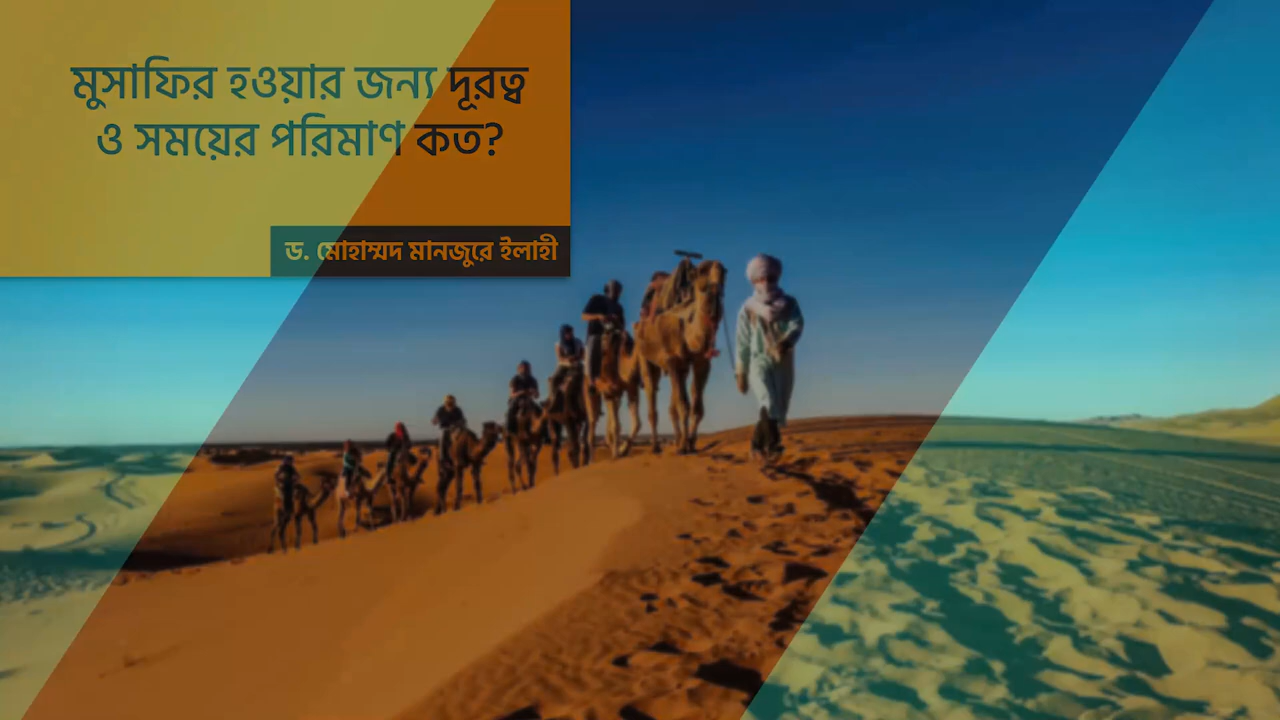 মুসাফির হওয়ার জন্য দূরত্ব
ও সময়ের পরিমাণ কত?
ড. মোহাম্মদ মানজুরে ইলাহী